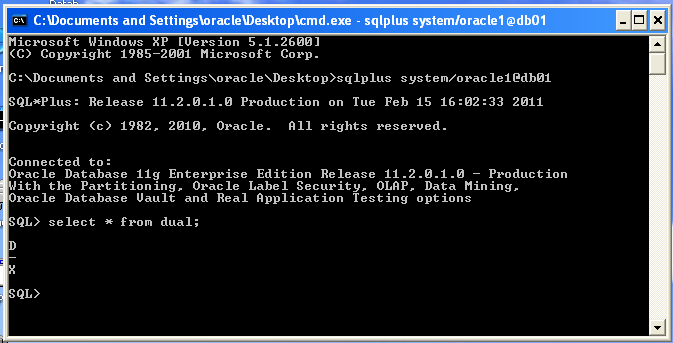 Datab
C:\Documents and Settings\oracle\Desktop\cmd.exe - sqlplus system/oracle1@db01
Microsoft Windows XP [Version 5.1.2600]
(C) Copyright 1985-2001 Microsoft Corp.
C:\Documents and Settings\oracle\Desktop>sqlplus system/oracle1@db01
SQL*Plus: Release 11.2.0.1.0 Production on Tue Feb 15 16:02:33 2011
Copyright (c) 1982, 2010, Oracle.  All rights reserved.
Connected to:
Oracle Database 11g Enterprise Edition Release 11.2.0.1.0 - Production
With the Partitioning, Oracle Label Security, OLAP, Data Mining,
Oracle Database Vault and Real Application Testing options
SQL> select * from dual;
D
-
X
SQL>